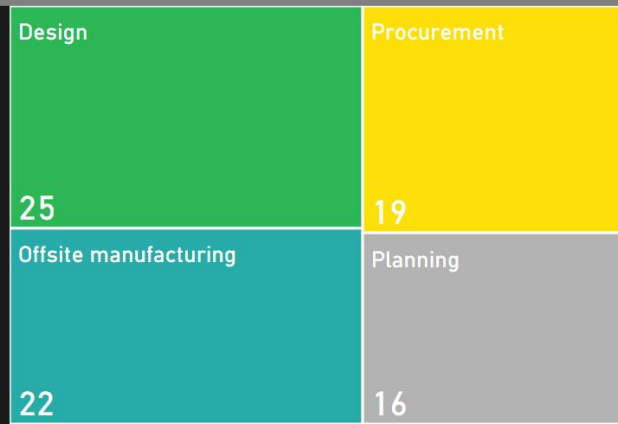 Design
25
Procurement
19
Offsite manufacturing
22
Planning
16